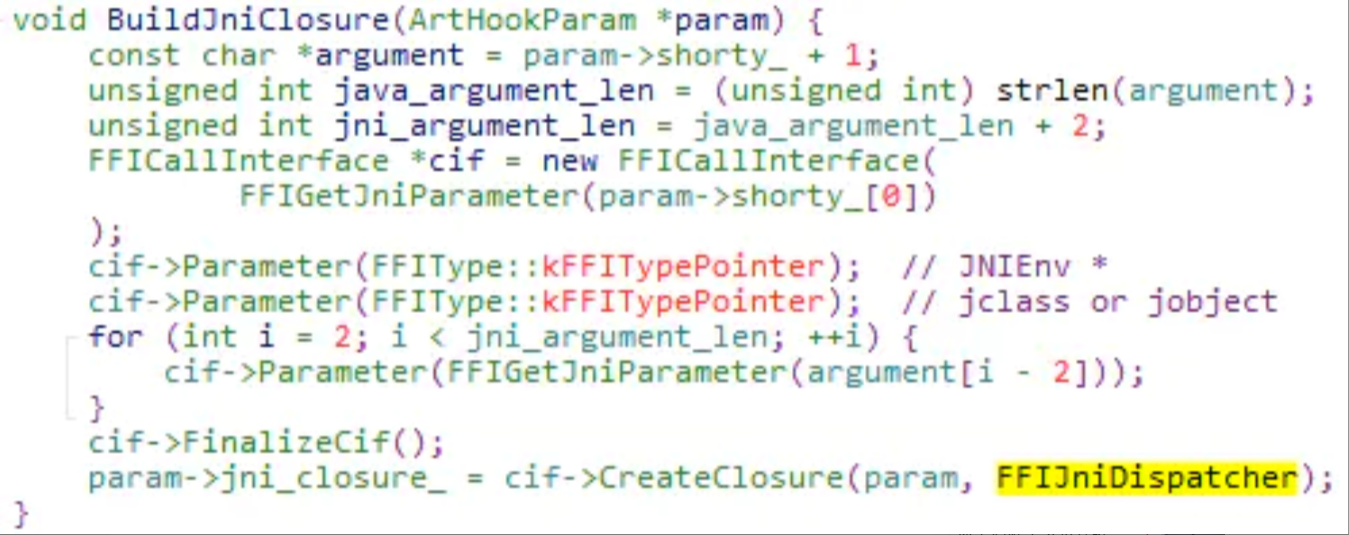 void BuildJniClosure(ArtHookParam *param) {
    const char *argument = param->shorty_ + 1;
    unsigned int java_argument_len = (unsigned int) strlen(argument);
    unsigned int jni_argument_len = java_argument_len + 2;
    FFICallInterface *cif = new FFICallInterface(
            FFIGetJniParameter(param->shorty_[0])
    );
    cif->Parameter(FFIType::kFFITypePointer);  // JNIEnv *
    cif->Parameter(FFIType::kFFITypePointer);  // jclass or jobject
    for (int i = 2; i < jni_argument_len; ++i) {
        cif->Parameter(FFIGetJniParameter(argument[i - 2]));
    }
    cif->FinalizeCif();
    param->jni_closure_ = cif->CreateClosure(param, FFIJniDispatcher);
}